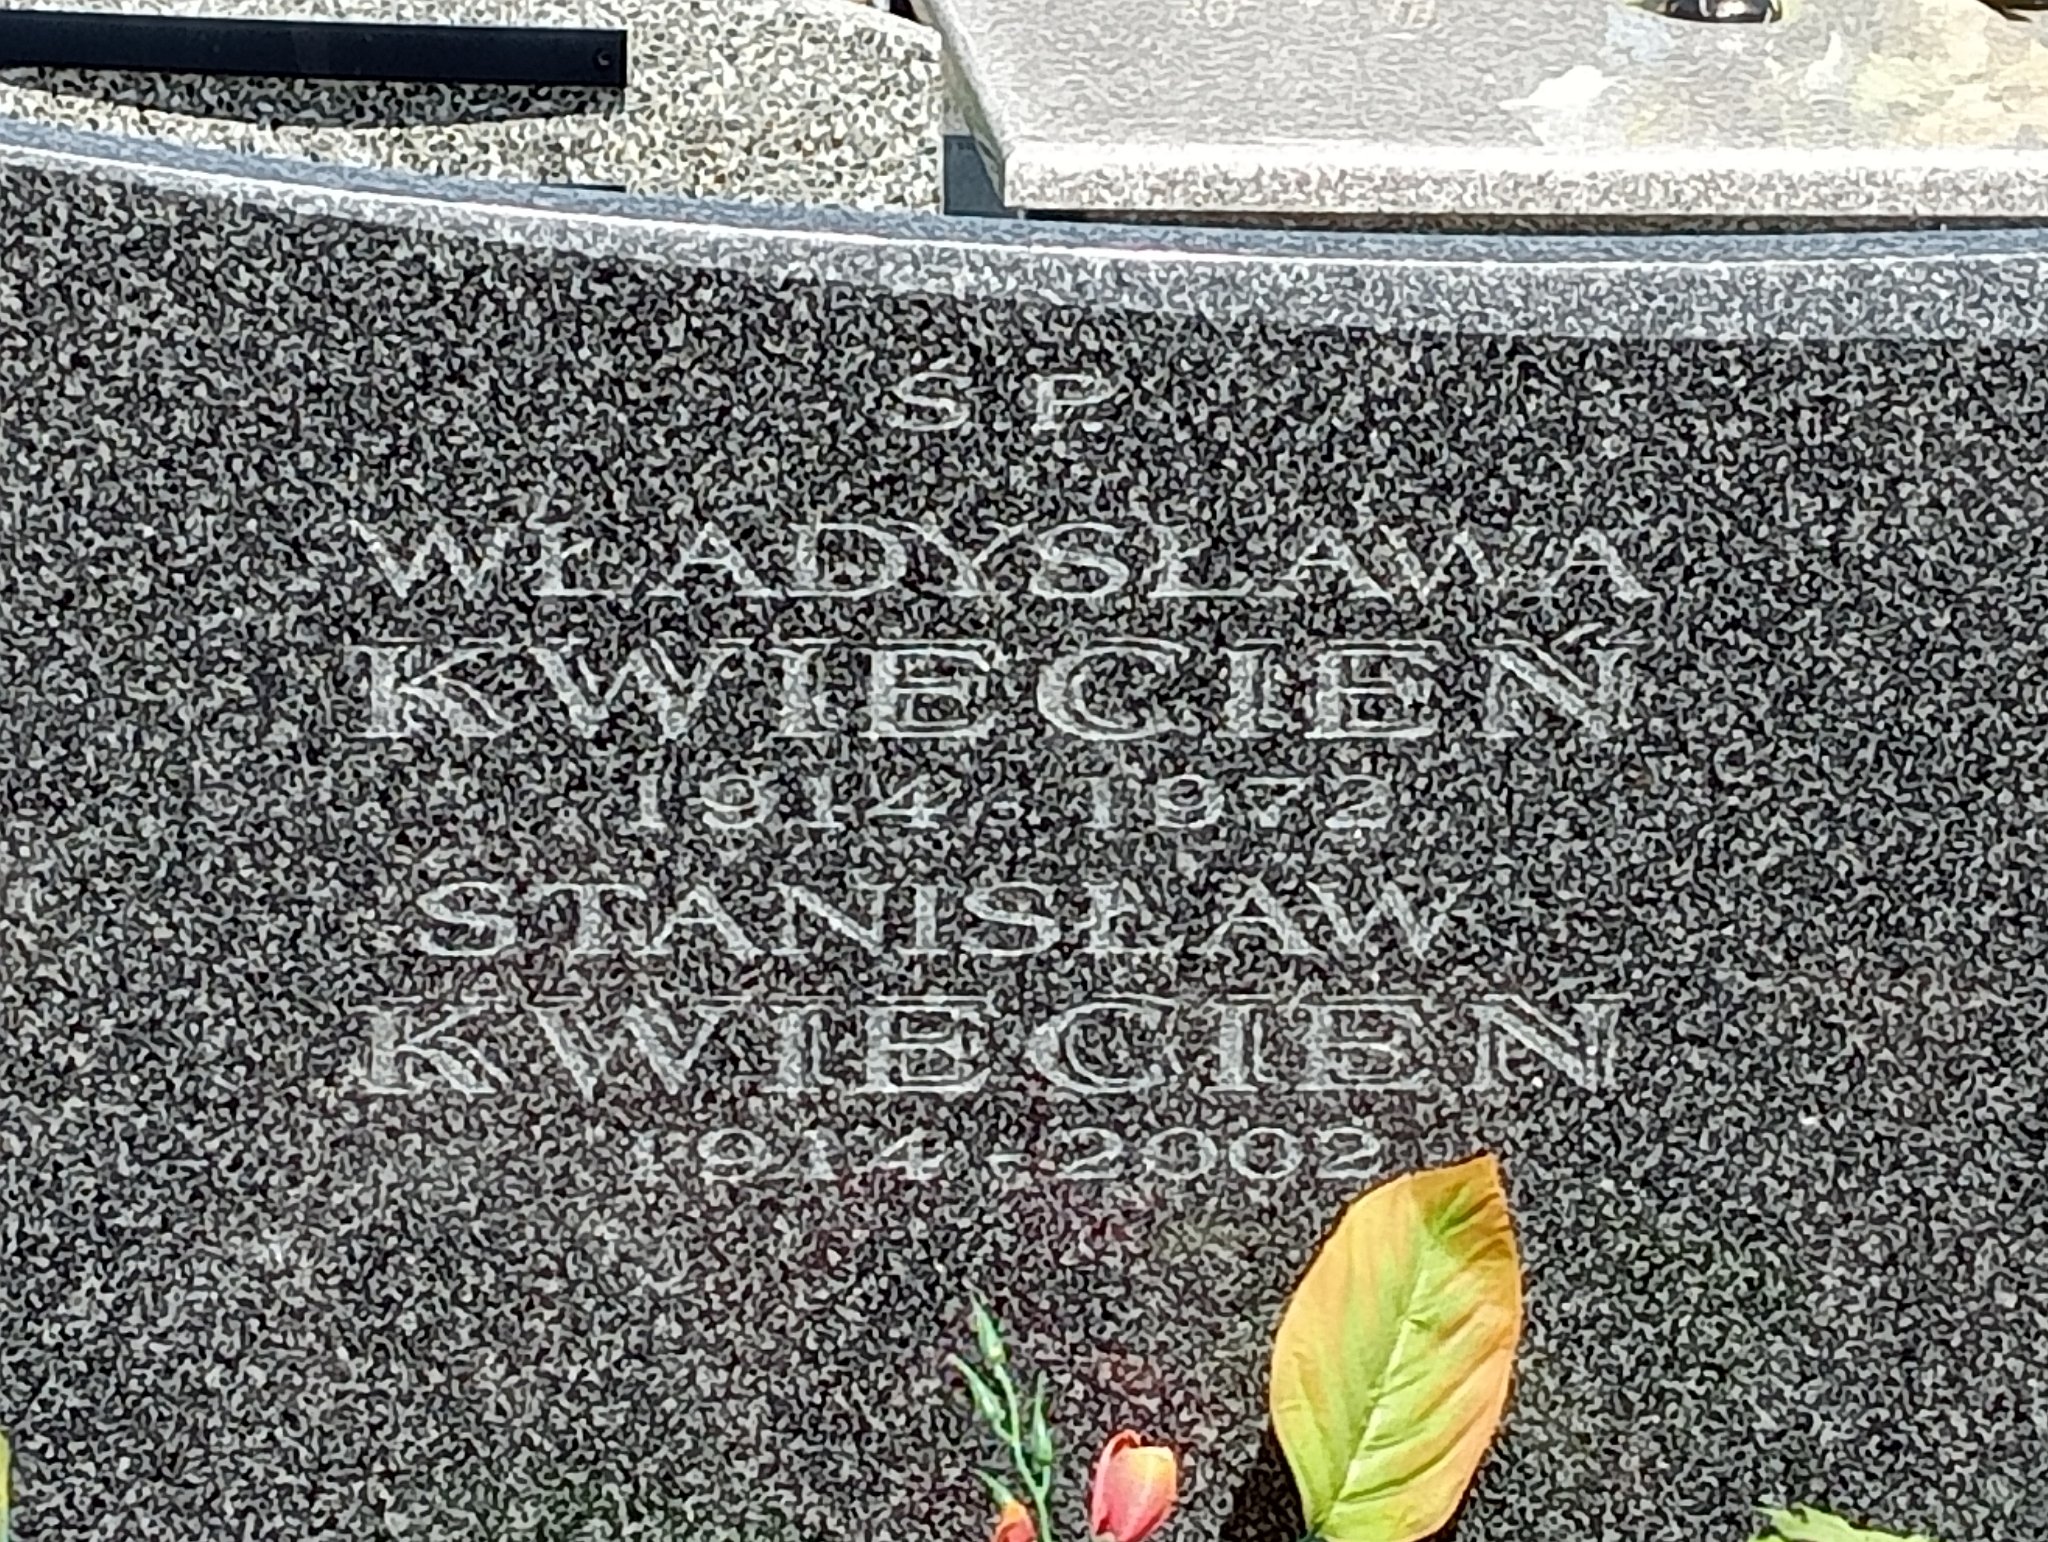 Ś.P.
WŁADYSŁAWA
KWIECIEŃ
1914-1972
STANISŁAW
KWIECIEŃ
1914-2002